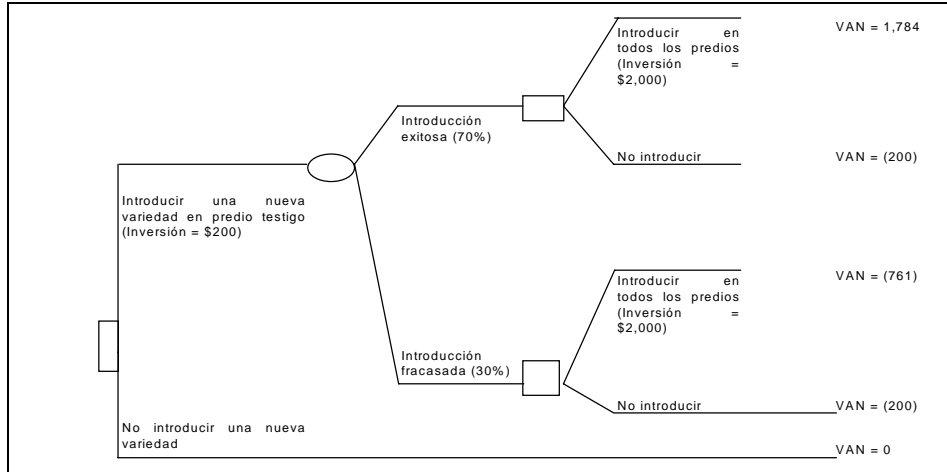 Introducir en
todos los predios
(Inversión =
$2,000)
VAN = 1,784
Introducción
exitosa (70%)
No introducir
VAN = (200)
Introducir una nueva
variedad en predio testigo
(Inversión = $200)
Introducir en
todos los predios
(Inversión =
$2,000)
VAN = (761)
Introducción
fracasada (30%)
No introducir
VAN = (200)
No introducir una nueva
variedad
VAN = 0